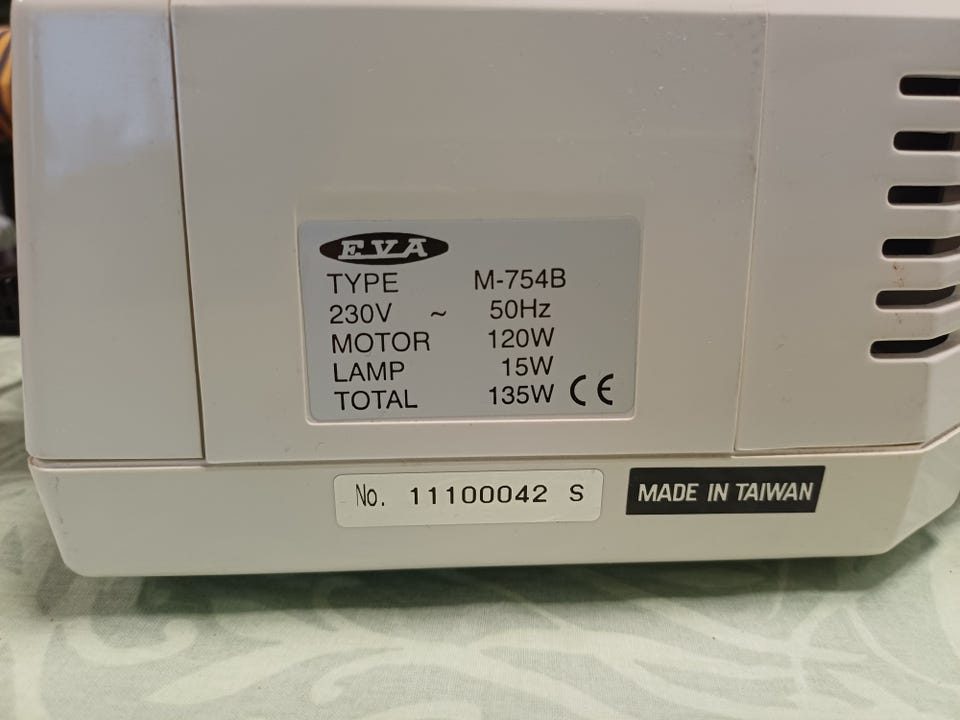 EVA
TYPE M-754B
230V ~ 50Hz
MOTOR 120W
LAMP 15W
TOTAL 135W CE
No. 11100042 S
MADE IN TAIWAN